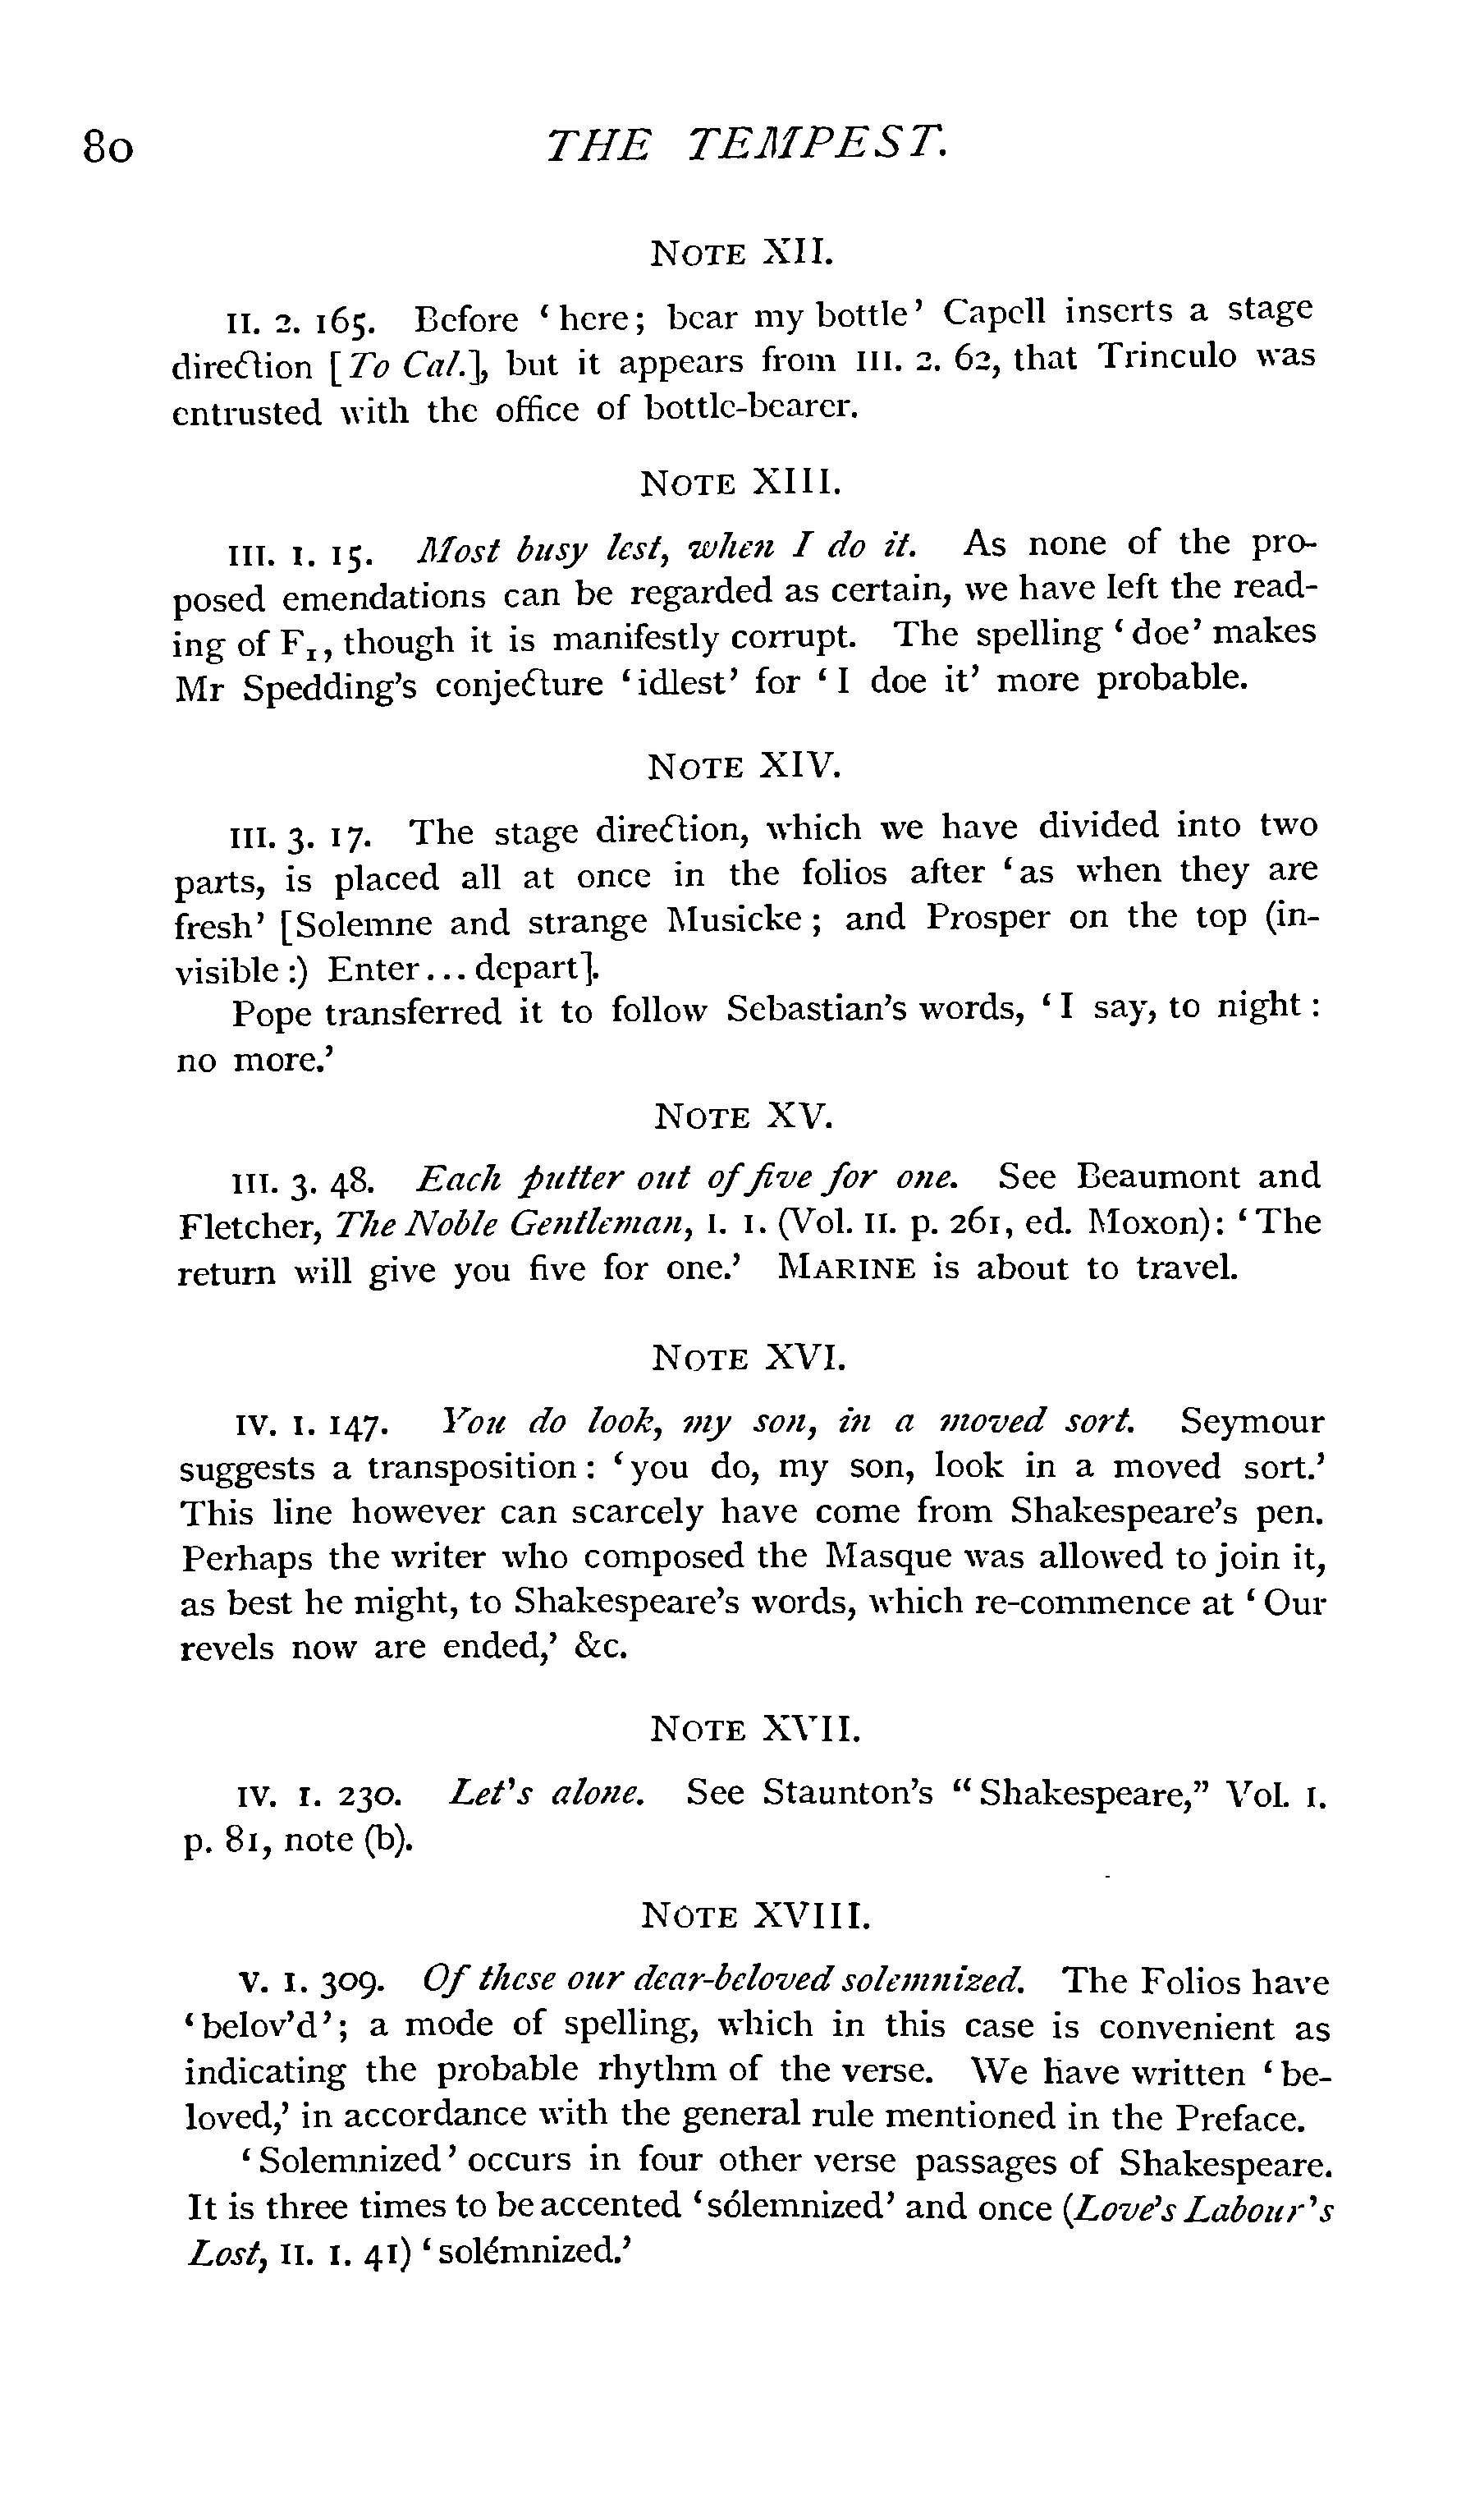 80 THE TEMPEST.
NOTE XII.
II. 2. 165. Before ‘here; bear my bottle’ Capell inserts a stage
direction [To Cal.], but it appears from III. 2. 62, that Trinculo was
entrusted with the office of bottle-bearer.
NOTE XIII.
III. 1. 15. Most busy lest, when I do it. As none of the pro-
posed emendations can be regarded as certain, we have left the read-
ing of F1, though it is manifestly corrupt. The spelling ‘doe’ makes
Mr Spedding’s conjecture ‘idlest’ for ‘I doe it’ more probable.
NOTE XIV.
III. 3. 17. The stage direction, which we have divided into two
parts, is placed all at once in the folios after ‘as when they are
fresh’ [Solemne and strange Musicke; and Prosper on the top (in-
visible:) Enter... depart].
Pope transferred it to follow Sebastian’s words, ‘I say, to night:
no more.’
NOTE XV.
III. 3. 48. Each putter out of five for one. See Beaumont and
Fletcher, The Noble Gentleman, I. 1. (Vol. II. p. 261, ed. Moxon): ‘The
return will give you five for one.’ MARINE is about to travel.
NOTE XVI.
IV. 1. 147. You do look, my son, in a moved sort. Seymour
suggests a transposition: ‘you do, my son, look in a moved sort.’
This line however can scarcely have come from Shakespeare’s pen.
Perhaps the writer who composed the Masque was allowed to join it,
as best he might, to Shakespeare’s words, which re-commence at ‘Our
revels now are ended,’ &c.
NOTE XVII.
IV. 1. 230. Let’s alone. See Staunton’s “Shakespeare,” Vol. I.
p. 81, note (b).
NOTE XVIII.
V. 1. 309. Of these our dear-beloved solemnized. The Folios have
‘belov’d’; a mode of spelling, which in this case is convenient as
indicating the probable rhythm of the verse. We have written ‘be-
loved,’ in accordance with the general rule mentioned in the Preface.
‘Solemnized’ occurs in four other verse passages of Shakespeare.
It is three times to be accented ‘sólemnized’ and once (Love’s Labour’s
Lost, II. 1. 41) ‘solémnized.’